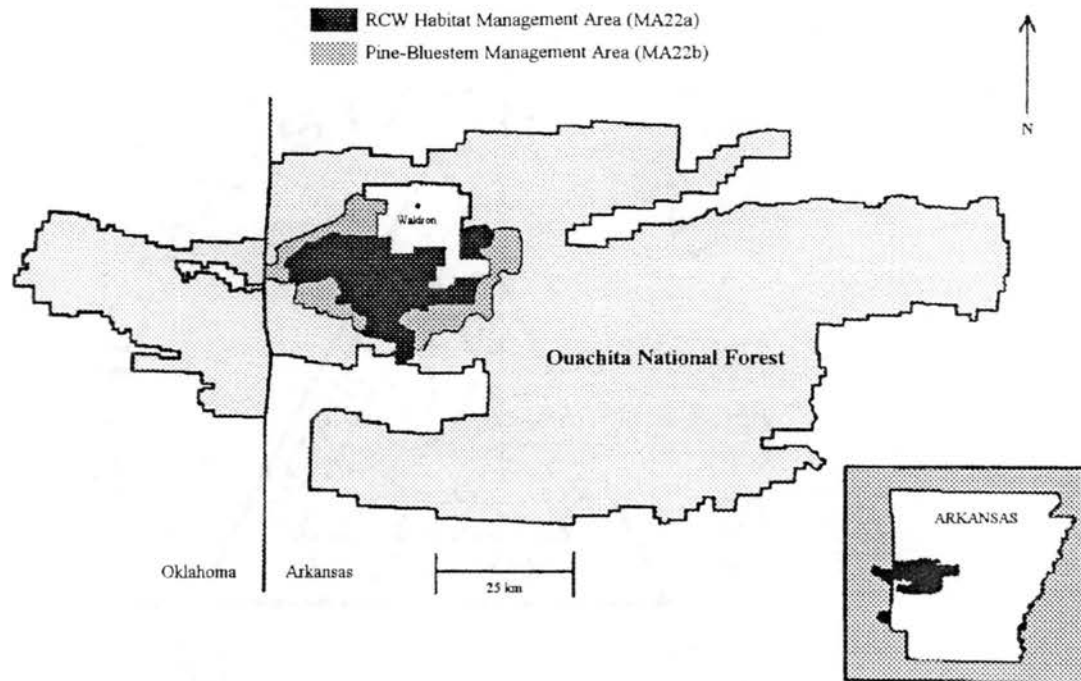 RCW Habitat Management Area (MA22a)
Pine-Bluestem Management Area (MA22b)
N
Waldron
Ouachita National Forest
ARKANSAS
Oklahoma
Arkansas
25 km